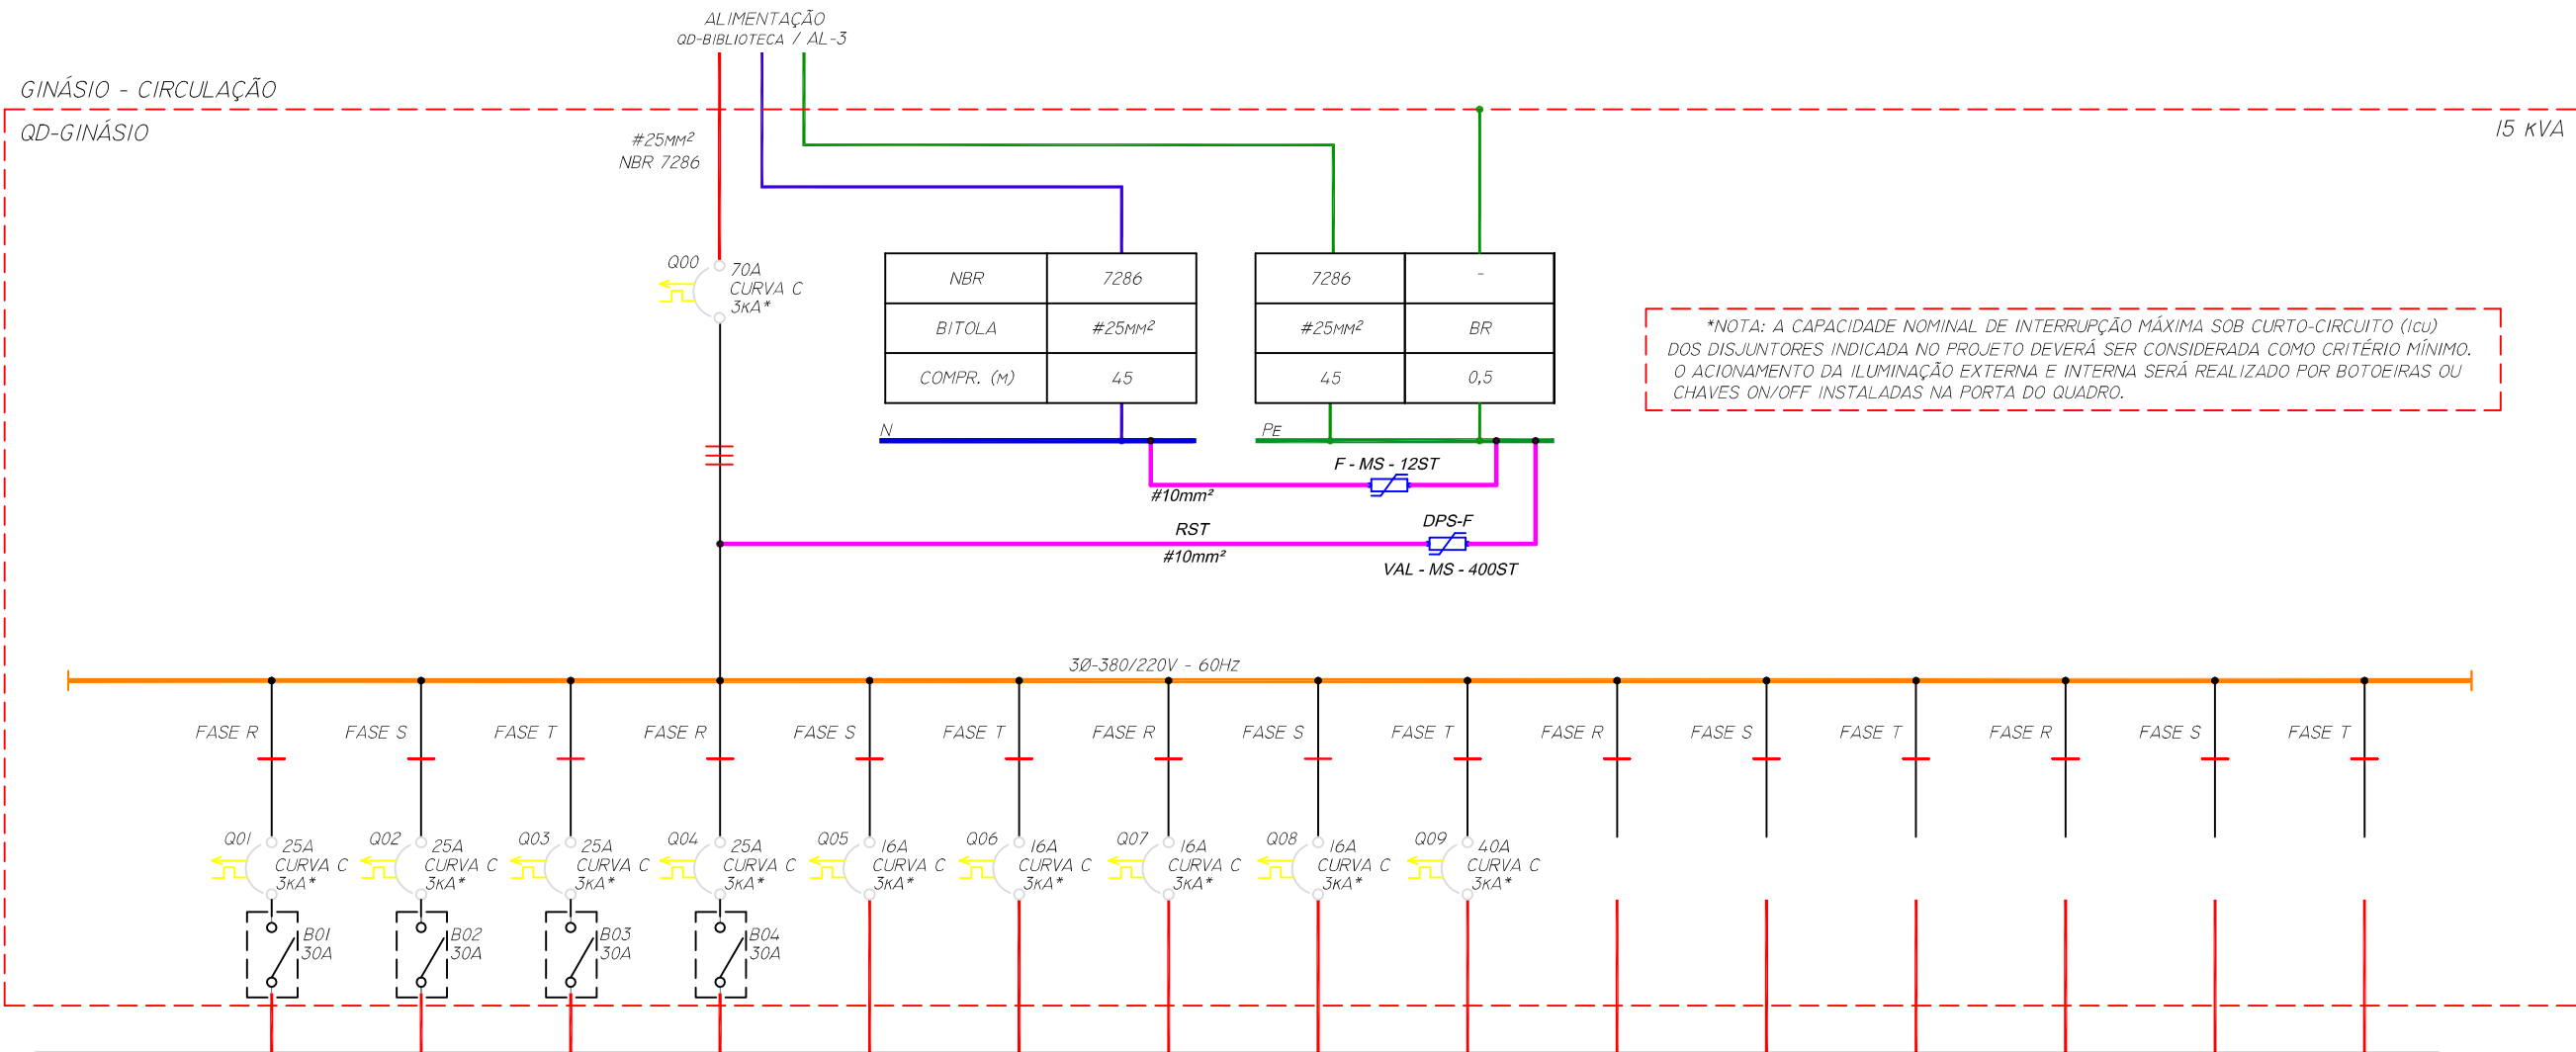 ALIMENTAÇÃO
QD-BIBLIOTECA / AL-3
GINÁSIO - CIRCULAÇÃO
QD-GINÁSIO
15 KVA
#25MM²
NBR 7286
Q00
70A
CURVA C
3KA*
NBR 7286
BITOLA #25MM²
COMPR. (M) 45
7286 -
#25MM² BR
45 0,5
*NOTA: A CAPACIDADE NOMINAL DE INTERRUPÇÃO MÁXIMA SOB CURTO-CIRCUITO (Icu)
DOS DISJUNTORES INDICADA NO PROJETO DEVERÁ SER CONSIDERADA COMO CRITÉRIO MÍNIMO.
O ACIONAMENTO DA ILUMINAÇÃO EXTERNA E INTERNA SERÁ REALIZADO POR BOTOEIRAS OU
CHAVES ON/OFF INSTALADAS NA PORTA DO QUADRO.
N
PE
F - MS - 12ST
#10mm²
RST
#10mm²
DPS-F
VAL - MS - 400ST
3Ø-380/220V - 60HZ
FASE R FASE S FASE T FASE R FASE S FASE T FASE R FASE S FASE T FASE R FASE S FASE T FASE R FASE S FASE T
Q01
25A
CURVA C
3KA*
Q02
25A
CURVA C
3KA*
Q03
25A
CURVA C
3KA*
Q04
25A
CURVA C
3KA*
Q05
16A
CURVA C
3KA*
Q06
16A
CURVA C
3KA*
Q07
16A
CURVA C
3KA*
Q08
16A
CURVA C
3KA*
Q09
40A
CURVA C
3KA*
B01
30A
B02
30A
B03
30A
B04
30A